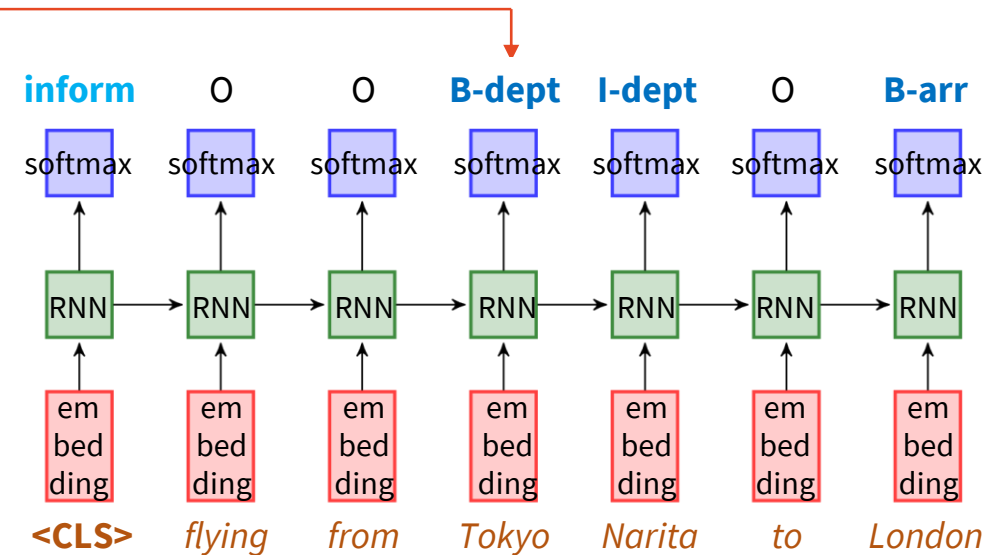 inform O O B-dept I-dept O B-arr
softmax softmax softmax softmax softmax softmax softmax
RNN RNN RNN RNN RNN RNN RNN
em em em em em em em
bed bed bed bed bed bed bed
ding ding ding ding ding ding ding
<CLS> flying from Tokyo Narita to London